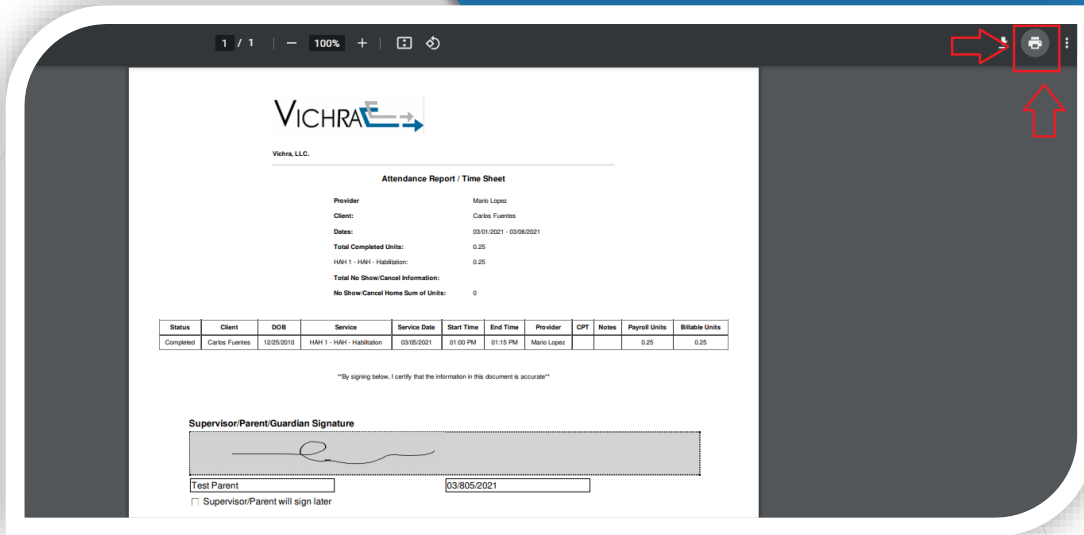 1 / 1 | — 100% + |
VICHRA
Vichra, LLC.
Attendance Report / Time Sheet
Provider Mario Lopez
Client: Carlos Fuentes
Dates: 03/01/2021 - 03/06/2021
Total Completed Units: 0.25
HAH 1 - HAH - Habilitation: 0.25
Total No Show/Cancel Information:
No Show/Cancel Home Sum of Units: 0
Status Client DOB Service Service Date Start Time End Time Provider CPT Notes Payroll Units Billable Units
Completed Carlos Fuentes 12/25/2010 HAH 1 - HAH - Habilitation 03/05/2021 01:00 PM 01:15 PM Mario Lopez 0.25 0.25
**By signing below, I certify that the information in this document is accurate**
Supervisor/Parent/Guardian Signature
Test Parent 03/805/2021
Supervisor/Parent will sign later